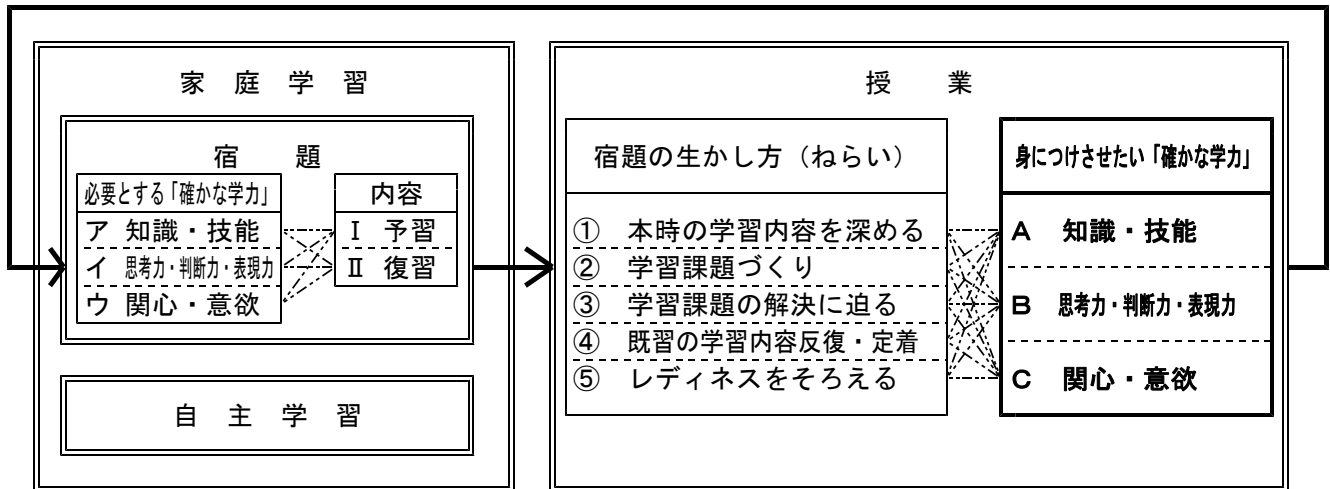 家庭学習
宿題
必要とする「確かな学力」
ア 知識・技能
イ 思考力・判断力・表現力
ウ 関心・意欲
内容
Ⅰ 予習
Ⅱ 復習
自主学習
授業
宿題の生かし方（ねらい）
① 本時の学習内容を深める
② 学習課題づくり
③ 学習課題の解決に迫る
④ 既習の学習内容反復・定着
⑤ レディネスをそろえる
身につけさせたい「確かな学力」
Ａ 知識・技能
Ｂ 思考力・判断力・表現力
Ｃ 関心・意欲